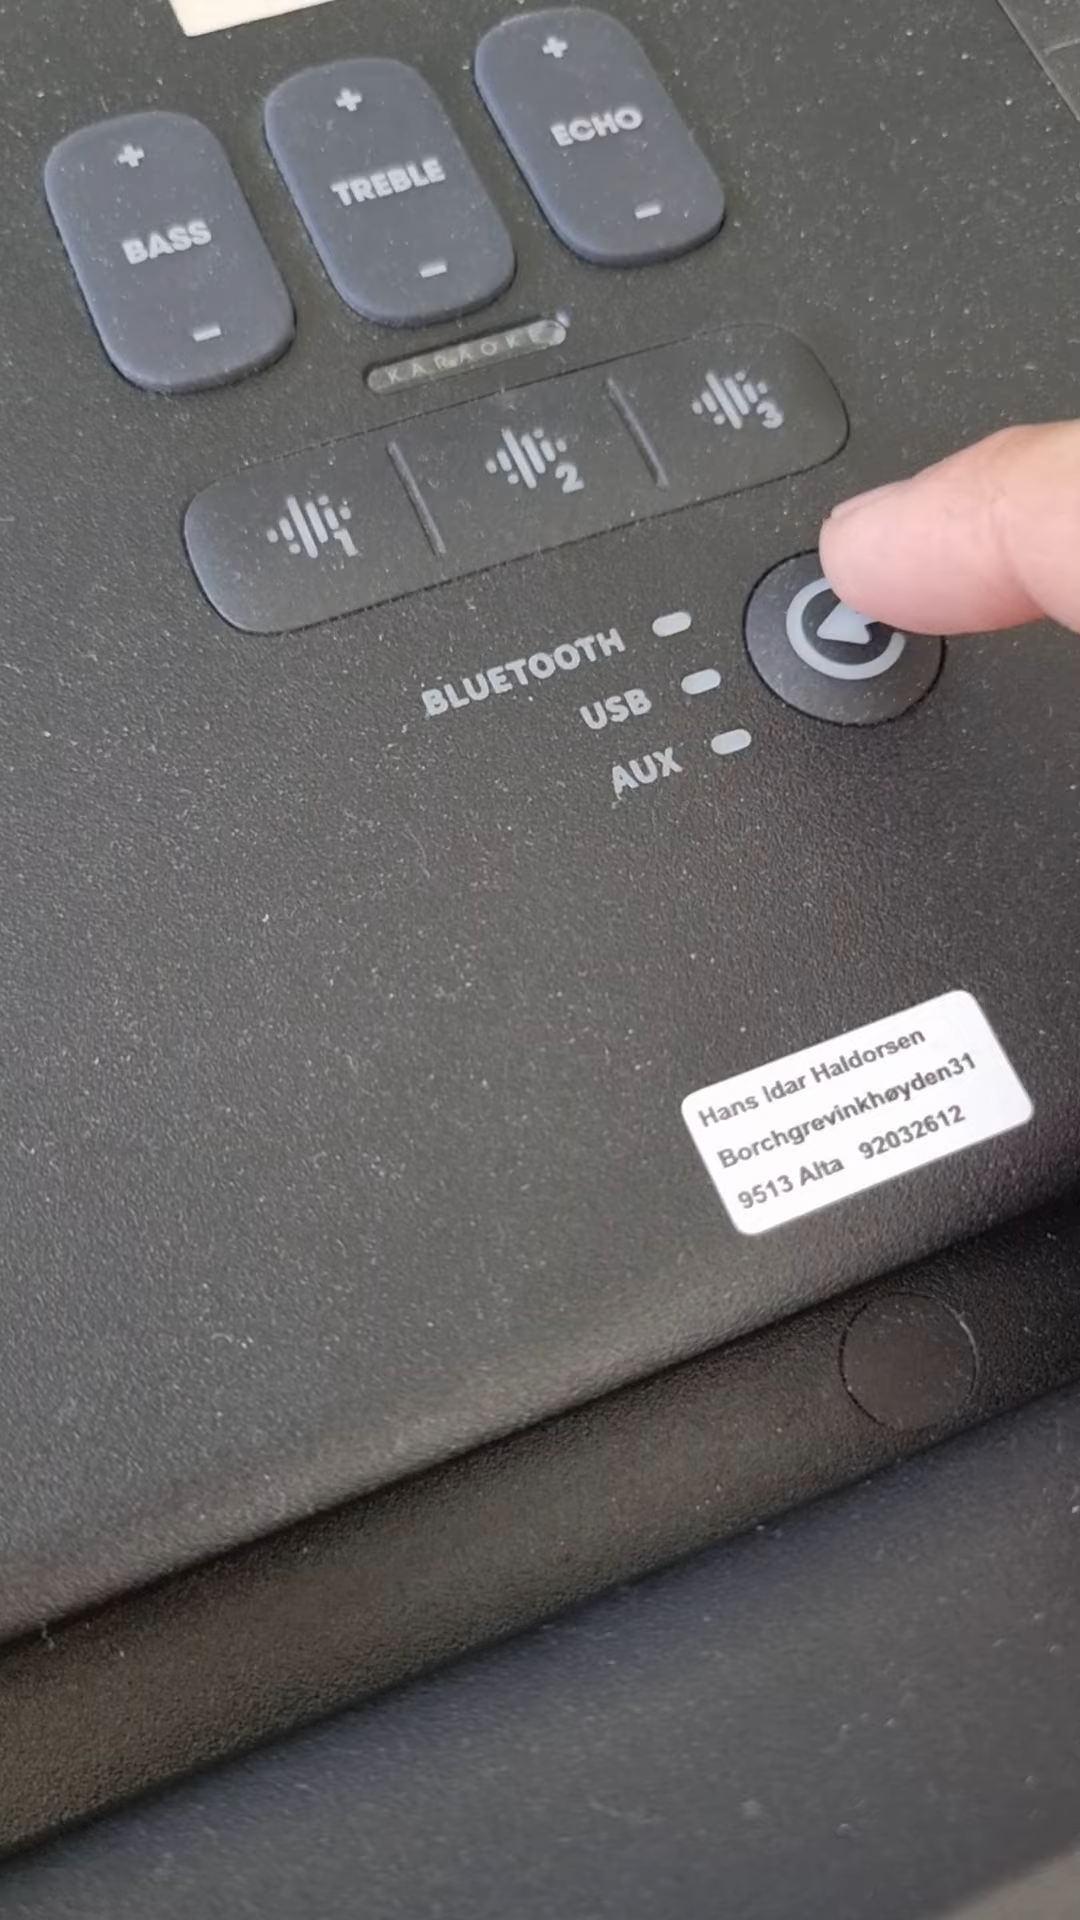 + + +
BASS TREBLE ECHO
- - -
KARAOKE
1 2 3
BLUETOOTH
USB
AUX
Hans Idar Haldorsen
Borchgrevinkhøyden31
9513 Alta 92032612